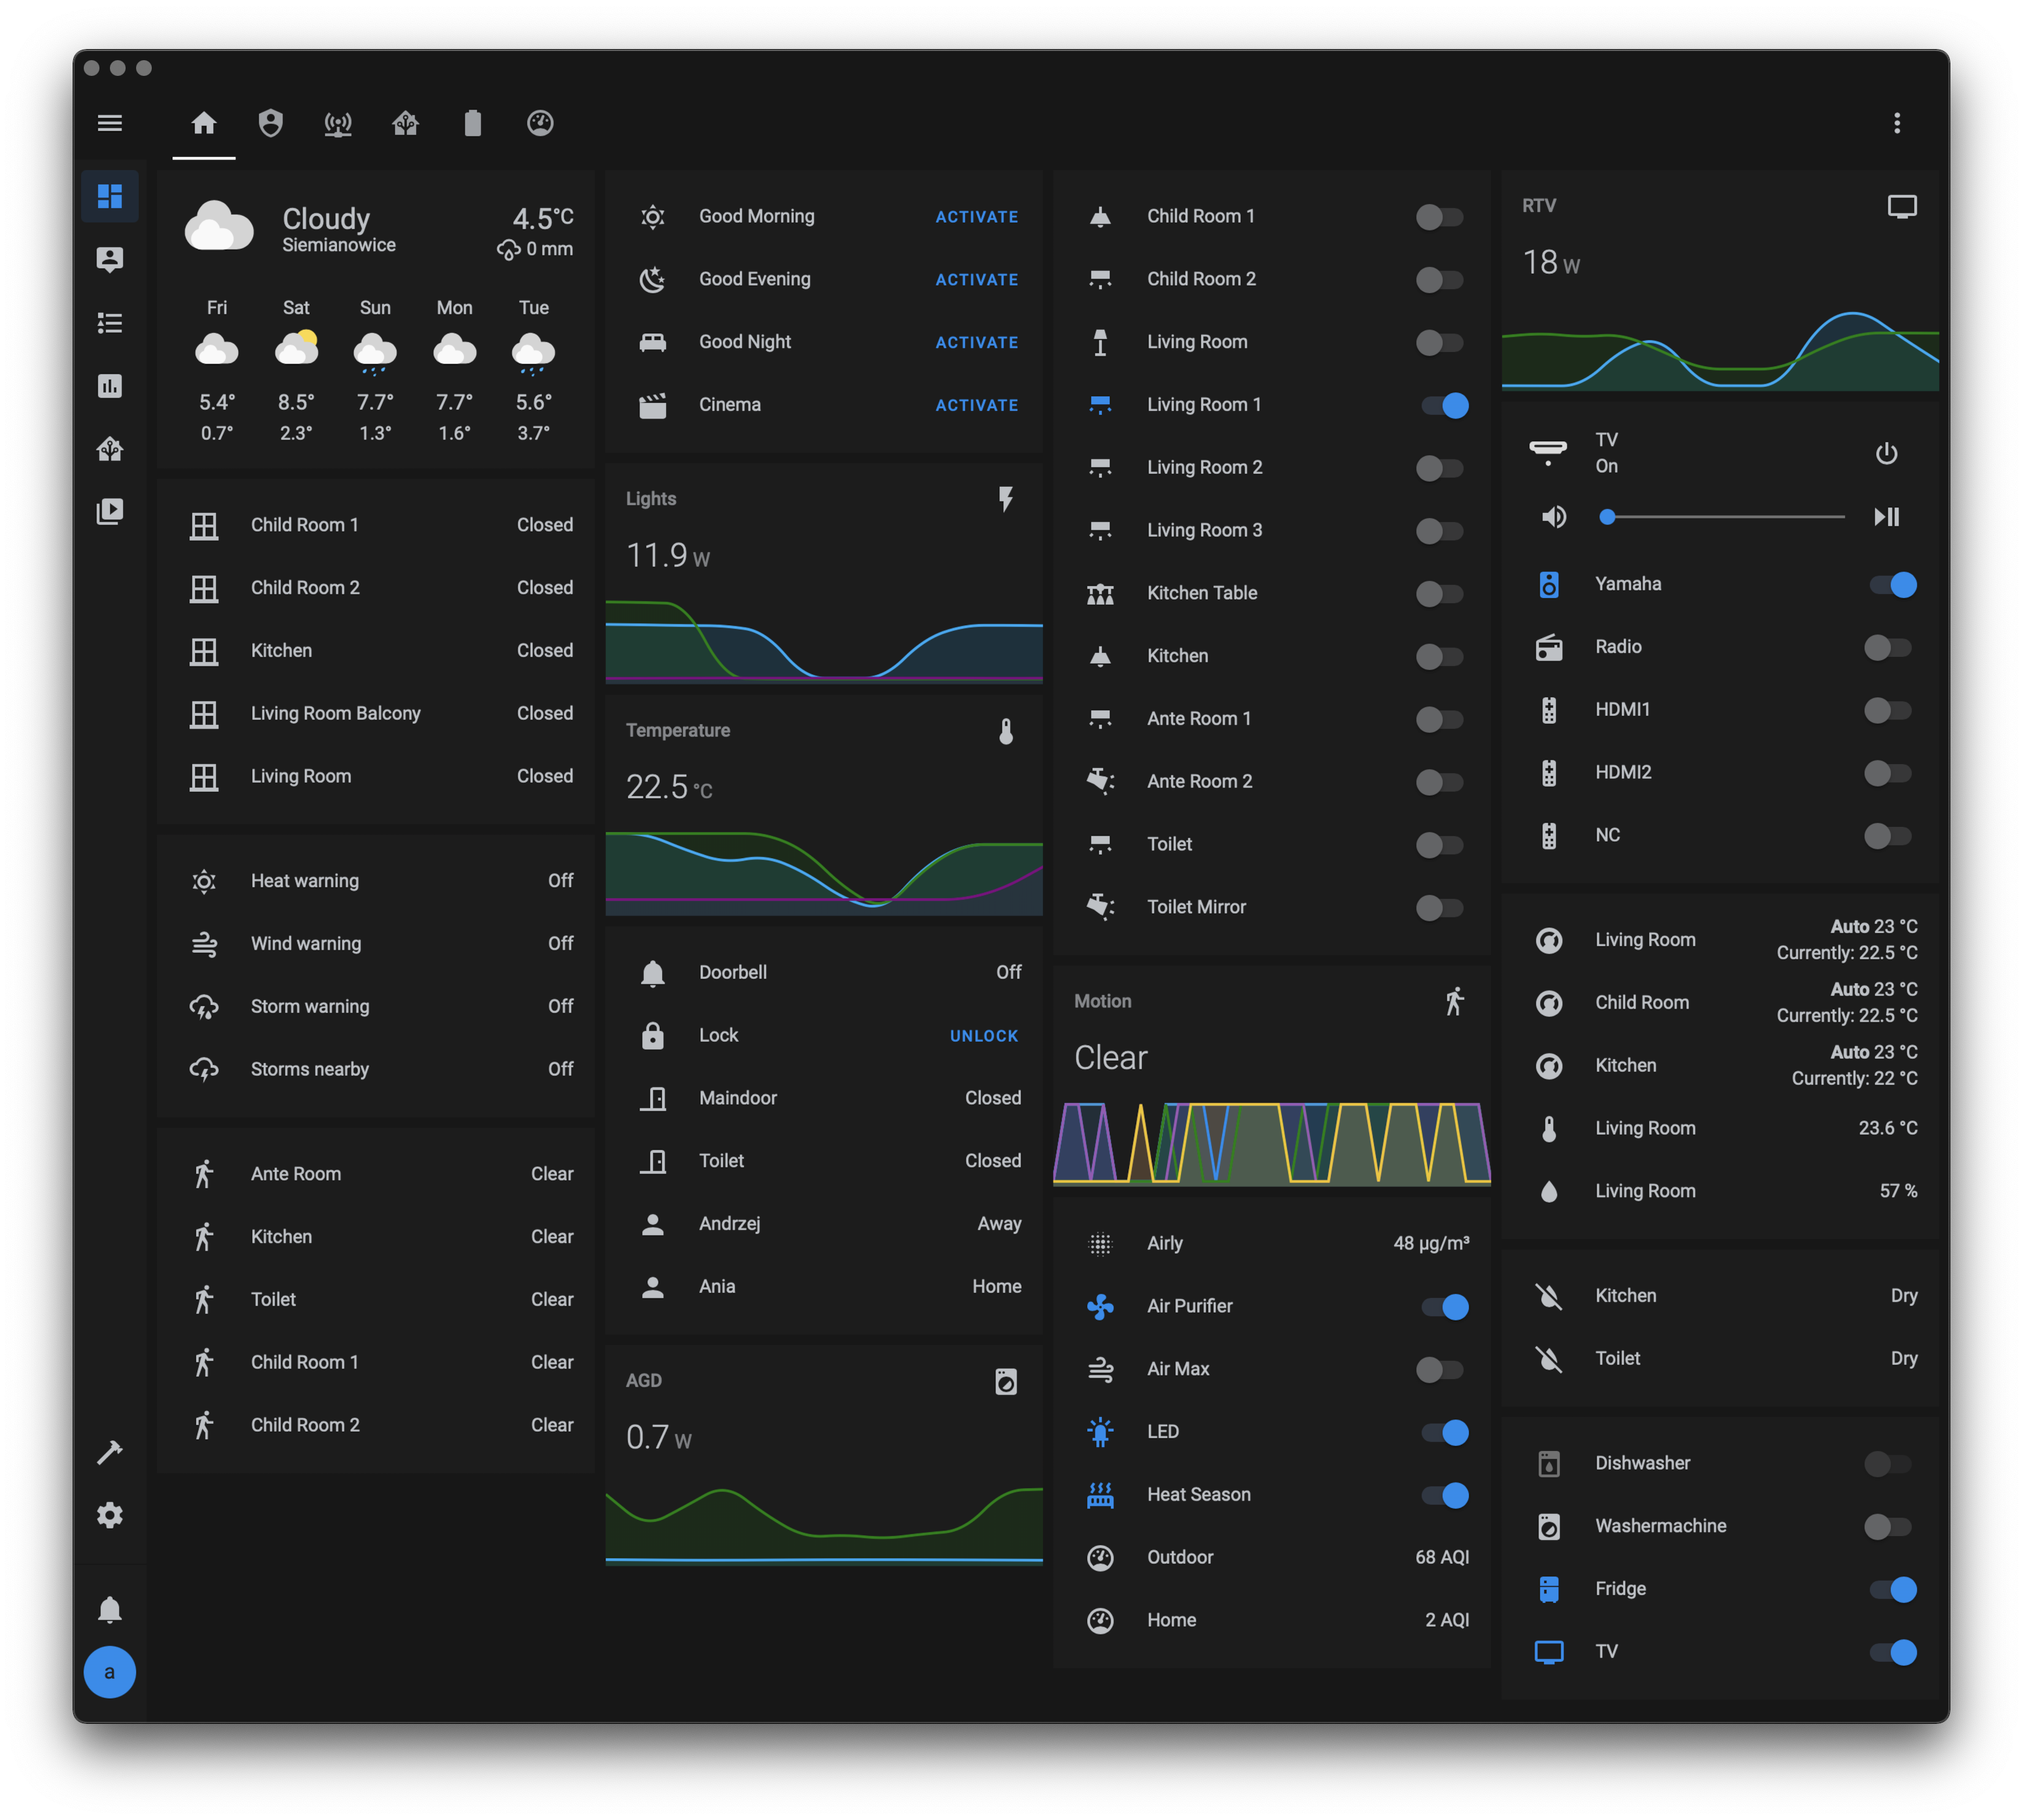 Cloudy
Siemianowice
4.5°C
0 mm
Fri Sat Sun Mon Tue
5.4° 8.5° 7.7° 7.7° 5.6°
0.7° 2.3° 1.3° 1.6° 3.7°
Child Room 1 Closed
Child Room 2 Closed
Kitchen Closed
Living Room Balcony Closed
Living Room Closed
Heat warning Off
Wind warning Off
Storm warning Off
Storms nearby Off
Ante Room Clear
Kitchen Clear
Toilet Clear
Child Room 1 Clear
Child Room 2 Clear
a
Good Morning ACTIVATE
Good Evening ACTIVATE
Good Night ACTIVATE
Cinema ACTIVATE
Lights
11.9 W
Temperature
22.5 °C
Doorbell Off
Lock UNLOCK
Maindoor Closed
Toilet Closed
Andrzej Away
Ania Home
AGD
0.7 W
Child Room 1
Child Room 2
Living Room
Living Room 1
Living Room 2
Living Room 3
Kitchen Table
Kitchen
Ante Room 1
Ante Room 2
Toilet
Toilet Mirror
Motion
Clear
Airly 48 µg/m³
Air Purifier
Air Max
LED
Heat Season
Outdoor 68 AQI
Home 2 AQI
RTV
18 W
TV
On
Yamaha
Radio
HDMI1
HDMI2
NC
Living Room Auto 23 °C
Currently: 22.5 °C
Child Room Auto 23 °C
Currently: 22.5 °C
Kitchen Auto 23 °C
Currently: 22 °C
Living Room 23.6 °C
Living Room 57 %
Kitchen Dry
Toilet Dry
Dishwasher
Washermachine
Fridge
TV